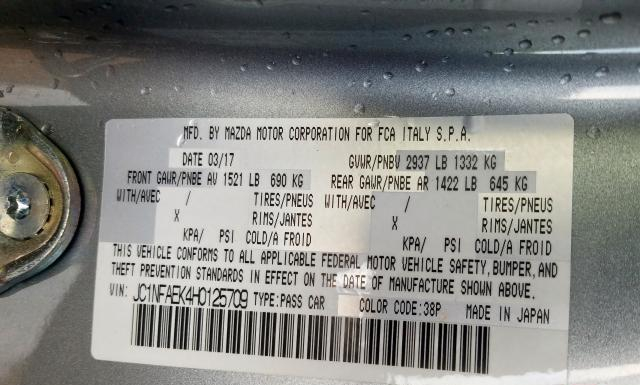 MFD. BY MAZDA MOTOR CORPORATION FOR FCA ITALY S.P.A.
DATE 03/17 GVWR/PNBV 2937 LB 1332 KG
FRONT GAWR/PNBE AV 1521 LB 690 KG REAR GAWR/PNBE AR 1422 LB 645 KG
WITH/AVEC / TIRES/PNEUS WITH/AVEC / TIRES/PNEUS
X RIMS/JANTES X RIMS/JANTES
KPA/ PSI COLD/A FROID KPA/ PSI COLD/A FROID
THIS VEHICLE CONFORMS TO ALL APPLICABLE FEDERAL MOTOR VEHICLE SAFETY, BUMPER, AND
THEFT PREVENTION STANDARDS IN EFFECT ON THE DATE OF MANUFACTURE SHOWN ABOVE.
VIN: JC1NFAEK4H0125709 TYPE:PASS CAR COLOR CODE:38P MADE IN JAPAN